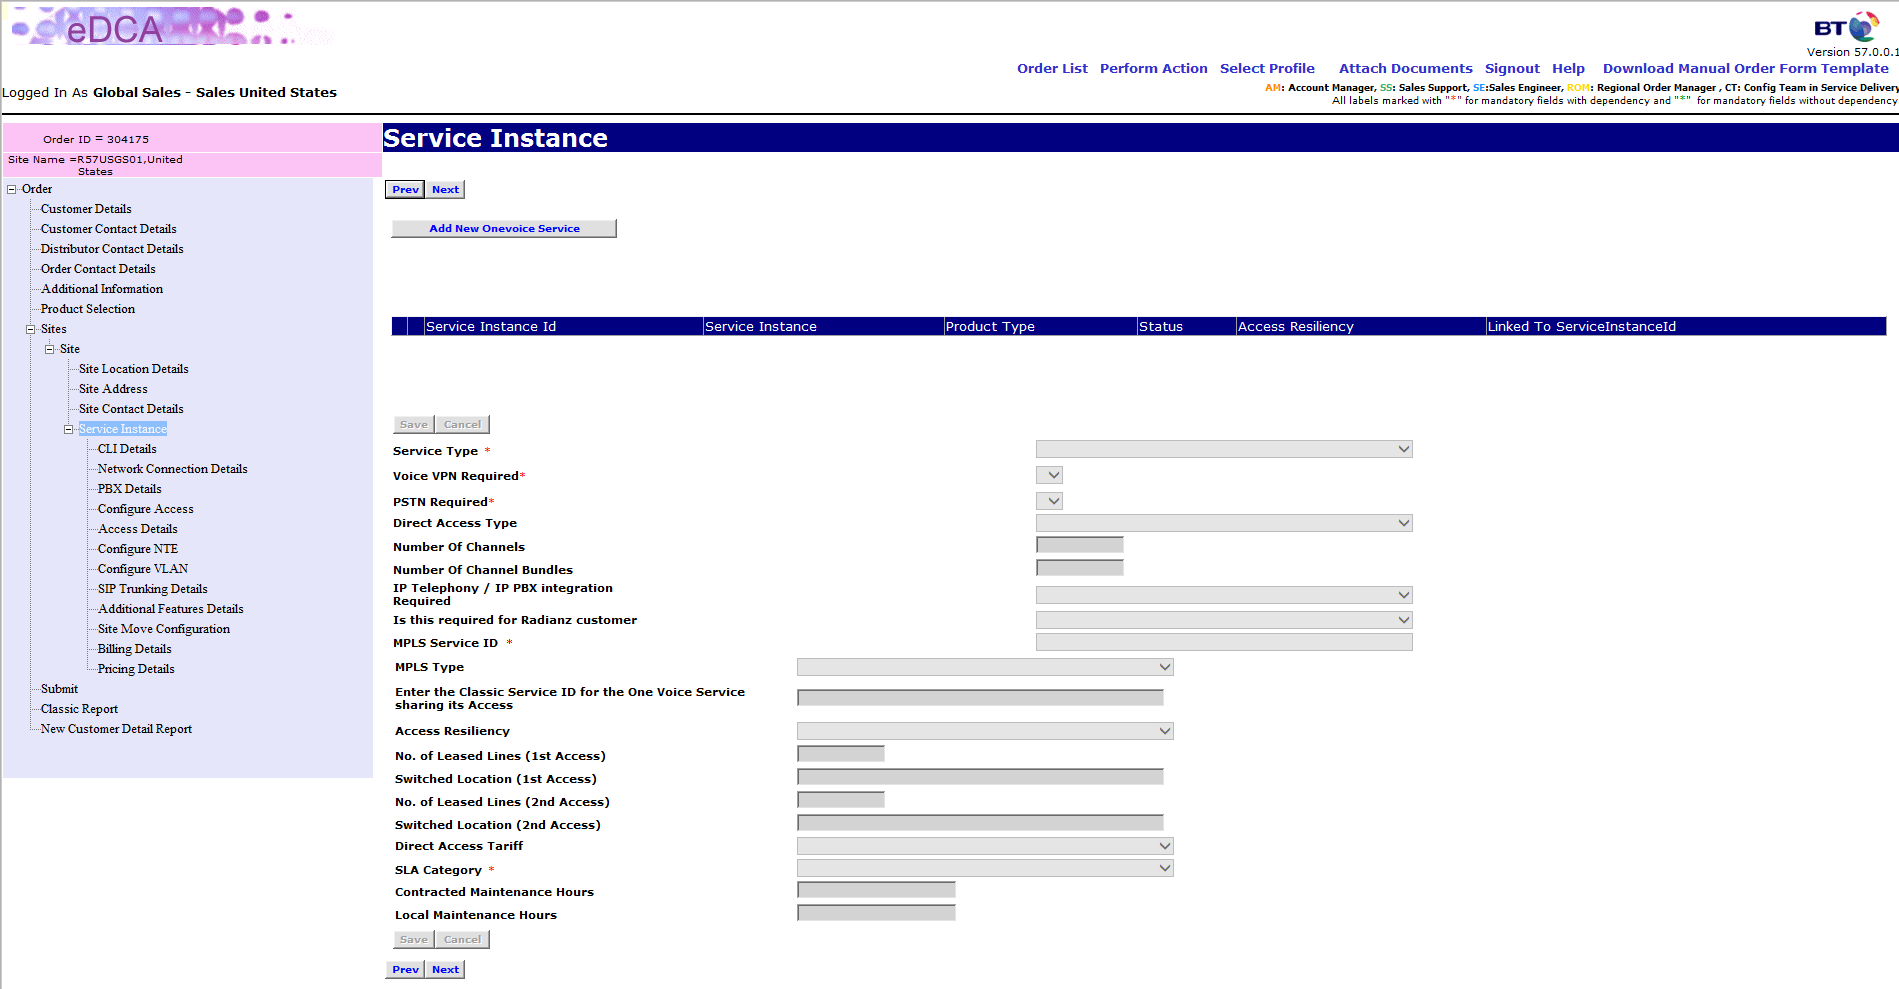 eDCA
BT
Version 57.0.0.1
Order List Perform Action Select Profile Attach Documents Signout Help Download Manual Order Form Template
Logged In As Global Sales - Sales United States
AM: Account Manager, SS: Sales Support, SE:Sales Engineer, ROM: Regional Order Manager , CT: Config Team in Service Delivery
All labels marked with "*" for mandatory fields with dependency and "*" for mandatory fields without dependency
Order ID = 304175
Site Name =R57USGS01,United
States
Order
Customer Details
Customer Contact Details
Distributor Contact Details
Order Contact Details
Additional Information
Product Selection
Sites
Site
Site Location Details
Site Address
Site Contact Details
Service Instance
CLI Details
Network Connection Details
PBX Details
Configure Access
Access Details
Configure NTE
Configure VLAN
SIP Trunking Details
Additional Features Details
Site Move Configuration
Billing Details
Pricing Details
Submit
Classic Report
New Customer Detail Report
Service Instance
Prev Next
Add New Onevoice Service
Service Instance Id Service Instance Product Type Status Access Resiliency Linked To ServiceInstanceId
Save Cancel
Service Type *
Voice VPN Required*
PSTN Required*
Direct Access Type
Number Of Channels
Number Of Channel Bundles
IP Telephony / IP PBX integration
Required
Is this required for Radianz customer
MPLS Service ID *
MPLS Type
Enter the Classic Service ID for the One Voice Service
sharing its Access
Access Resiliency
No. of Leased Lines (1st Access)
Switched Location (1st Access)
No. of Leased Lines (2nd Access)
Switched Location (2nd Access)
Direct Access Tariff
SLA Category *
Contracted Maintenance Hours
Local Maintenance Hours
Save Cancel
Prev Next